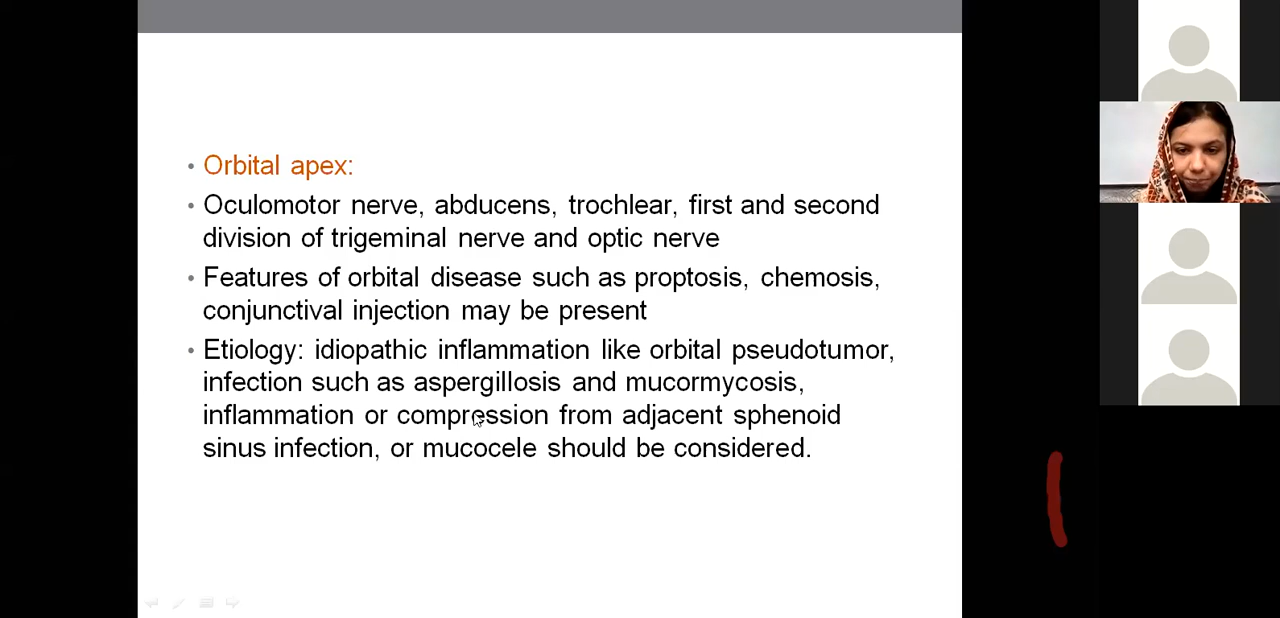 • Orbital apex:
• Oculomotor nerve, abducens, trochlear, first and second
division of trigeminal nerve and optic nerve
• Features of orbital disease such as proptosis, chemosis,
conjunctival injection may be present
• Etiology: idiopathic inflammation like orbital pseudotumor,
infection such as aspergillosis and mucormycosis,
inflammation or compression from adjacent sphenoid
sinus infection, or mucocele should be considered.